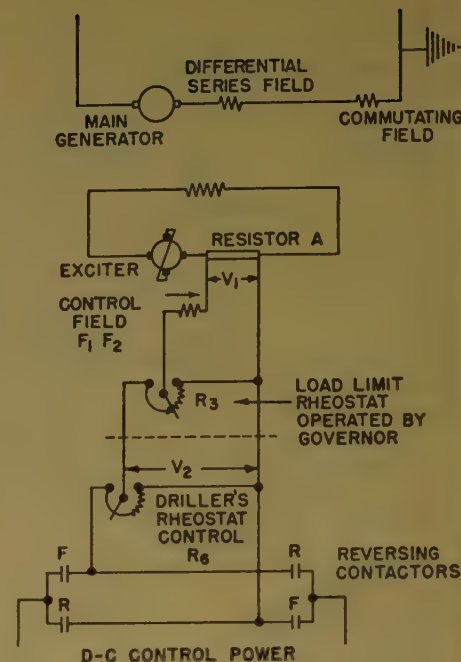 DIFFERENTIAL
SERIES FIELD
MAIN
GENERATOR
COMMUTATING
FIELD
RESISTOR A
EXCITER
V₁
CONTROL
FIELD
F₁ F₂
R₃
LOAD LIMIT
RHEOSTAT
OPERATED BY
GOVERNOR
V₂
DRILLER'S
RHEOSTAT
CONTROL
R₆
F
R
REVERSING
CONTACTORS
R
F
D-C CONTROL POWER